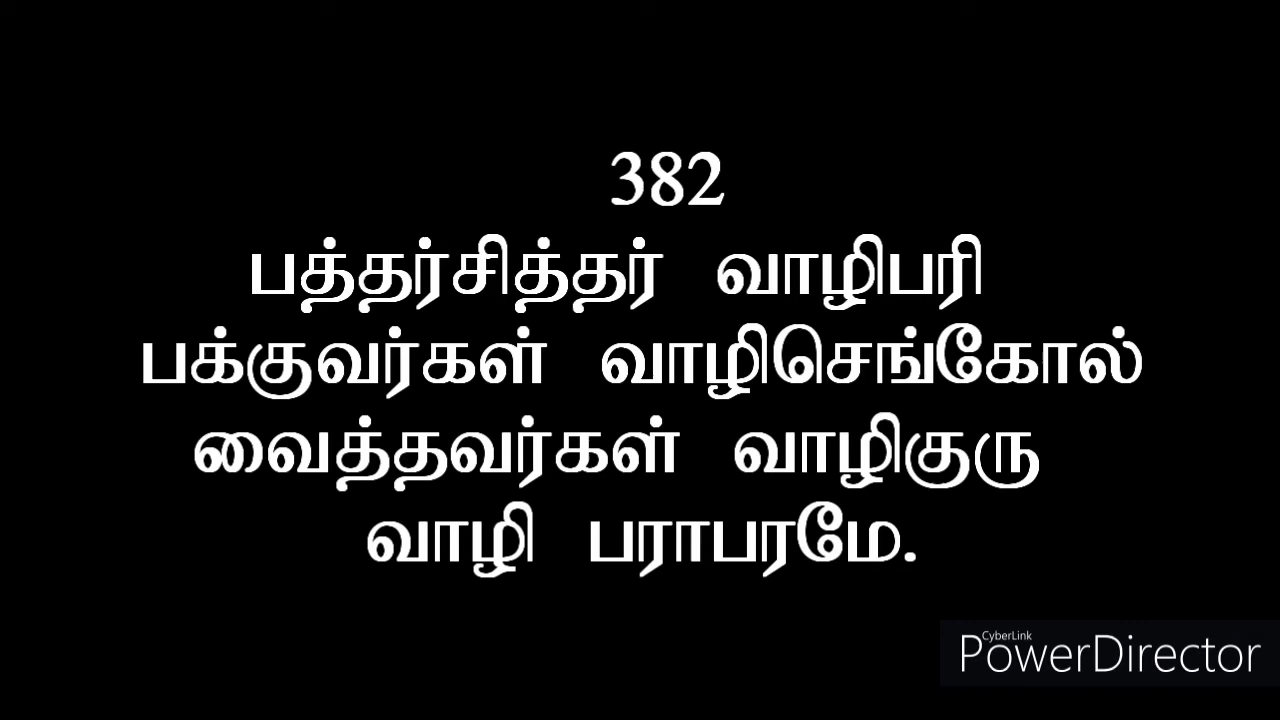 382
பத்தர்சித்தர் வாழிபரி
பக்குவர்கள் வாழிசெங்கோல்
வைத்தவர்கள் வாழிகுரு
வாழி பராபரமே.
CyberLink
PowerDirector